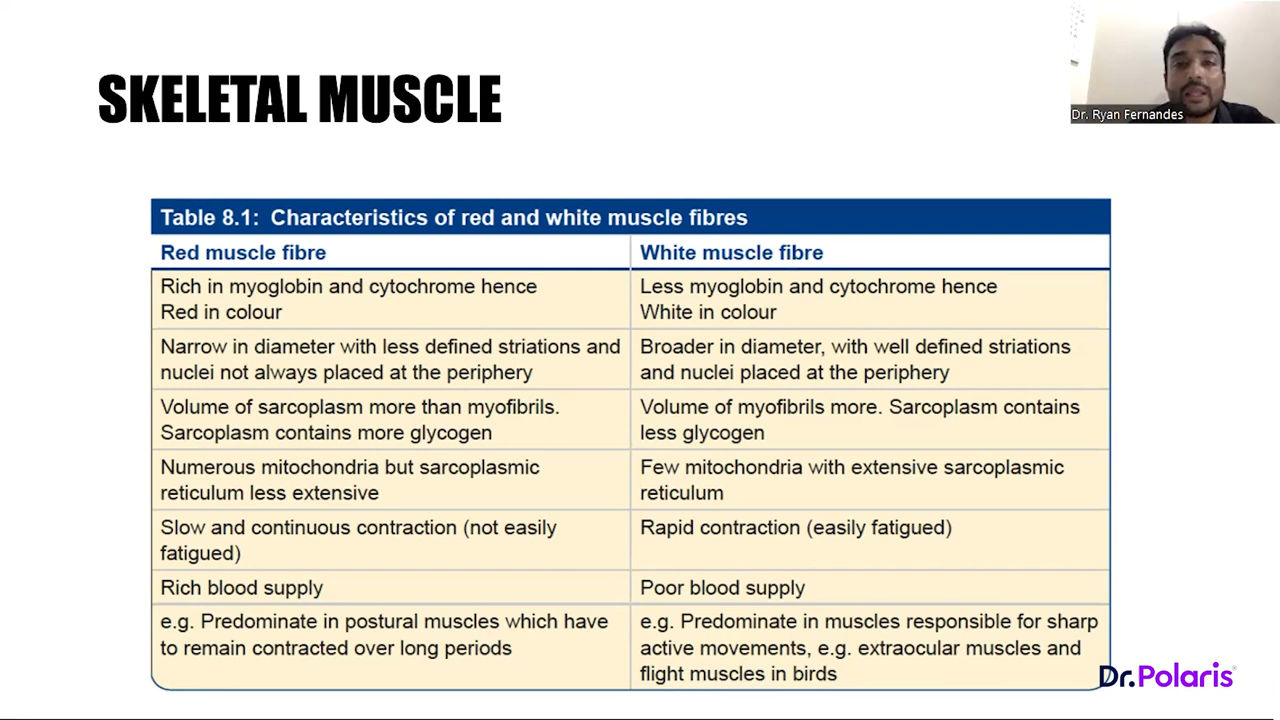 SKELETAL MUSCLE
Dr. Ryan Fernandes
Table 8.1: Characteristics of red and white muscle fibres
Red muscle fibre
White muscle fibre
Rich in myoglobin and cytochrome hence
Red in colour
Less myoglobin and cytochrome hence
White in colour
Narrow in diameter with less defined striations and
nuclei not always placed at the periphery
Broader in diameter, with well defined striations
and nuclei placed at the periphery
Volume of sarcoplasm more than myofibrils.
Sarcoplasm contains more glycogen
Volume of myofibrils more. Sarcoplasm contains
less glycogen
Numerous mitochondria but sarcoplasmic
reticulum less extensive
Few mitochondria with extensive sarcoplasmic
reticulum
Slow and continuous contraction (not easily
fatigued)
Rapid contraction (easily fatigued)
Rich blood supply
Poor blood supply
e.g. Predominate in postural muscles which have
to remain contracted over long periods
e.g. Predominate in muscles responsible for sharp
active movements, e.g. extraocular muscles and
flight muscles in birds
Dr.Polaris